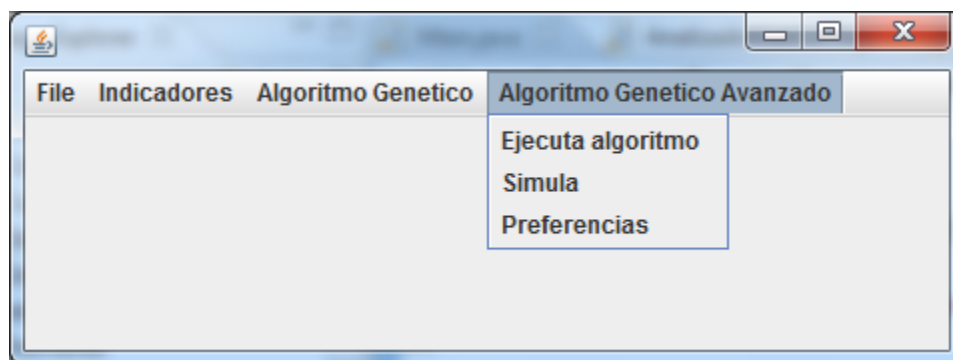 File Indicadores Algoritmo Genetico Algoritmo Genetico Avanzado
Ejecuta algoritmo
Simula
Preferencias